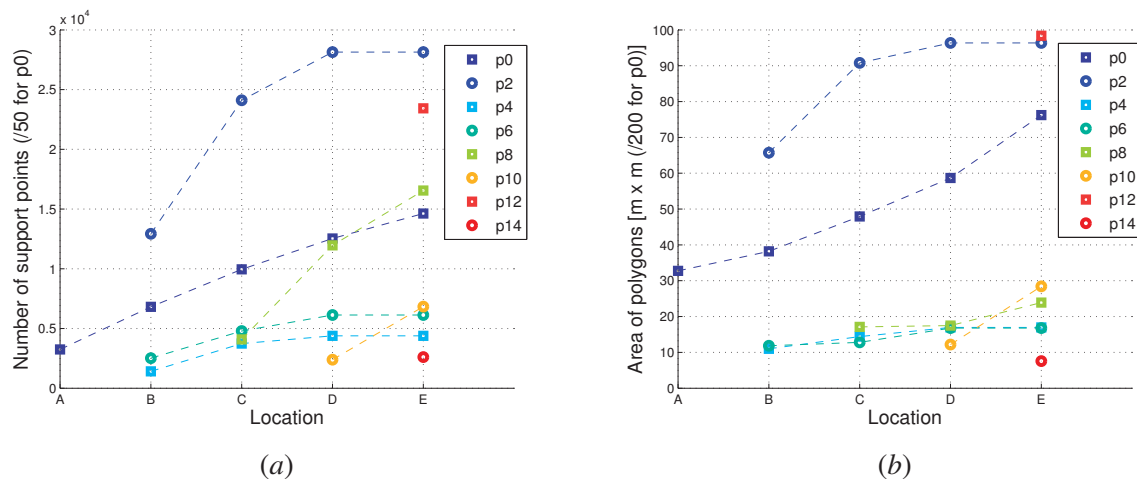 x 10⁴
3
2.5
2
1.5
1
0.5
0
A
B
C
D
E
Number of support points (/50 for p0)
Location
p0
p2
p4
p6
p8
p10
p12
p14
(a)
100
90
80
70
60
50
40
30
20
10
0
A
B
C
D
E
Area of polygons [m x m (/200 for p0)]
Location
p0
p2
p4
p6
p8
p10
p12
p14
(b)